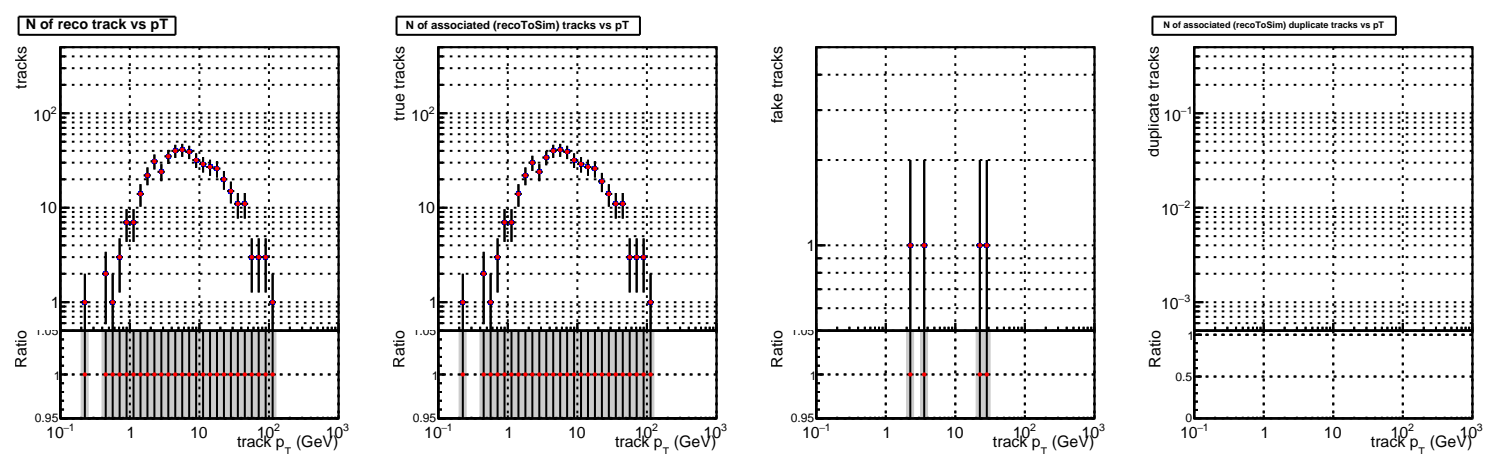 N of reco track vs pT
tracks
10²
10
1
1.05
Ratio
1
0.95
10⁻¹ 1 10 10² 10³
track p_T (GeV)
N of associated (recoToSim) tracks vs pT
true tracks
10²
10
1
1.05
Ratio
1
0.95
10⁻¹ 1 10 10² 10³
track p_T (GeV)
fake tracks
1
1.05
Ratio
1
0.95
10⁻¹ 1 10 10² 10³
track p_T (GeV)
N of associated (recoToSim) duplicate tracks vs pT
duplicate tracks
10⁻¹
10⁻²
10⁻³
Ratio
1
0.5
0
10⁻¹ 1 10 10² 10³
track p_T (GeV)